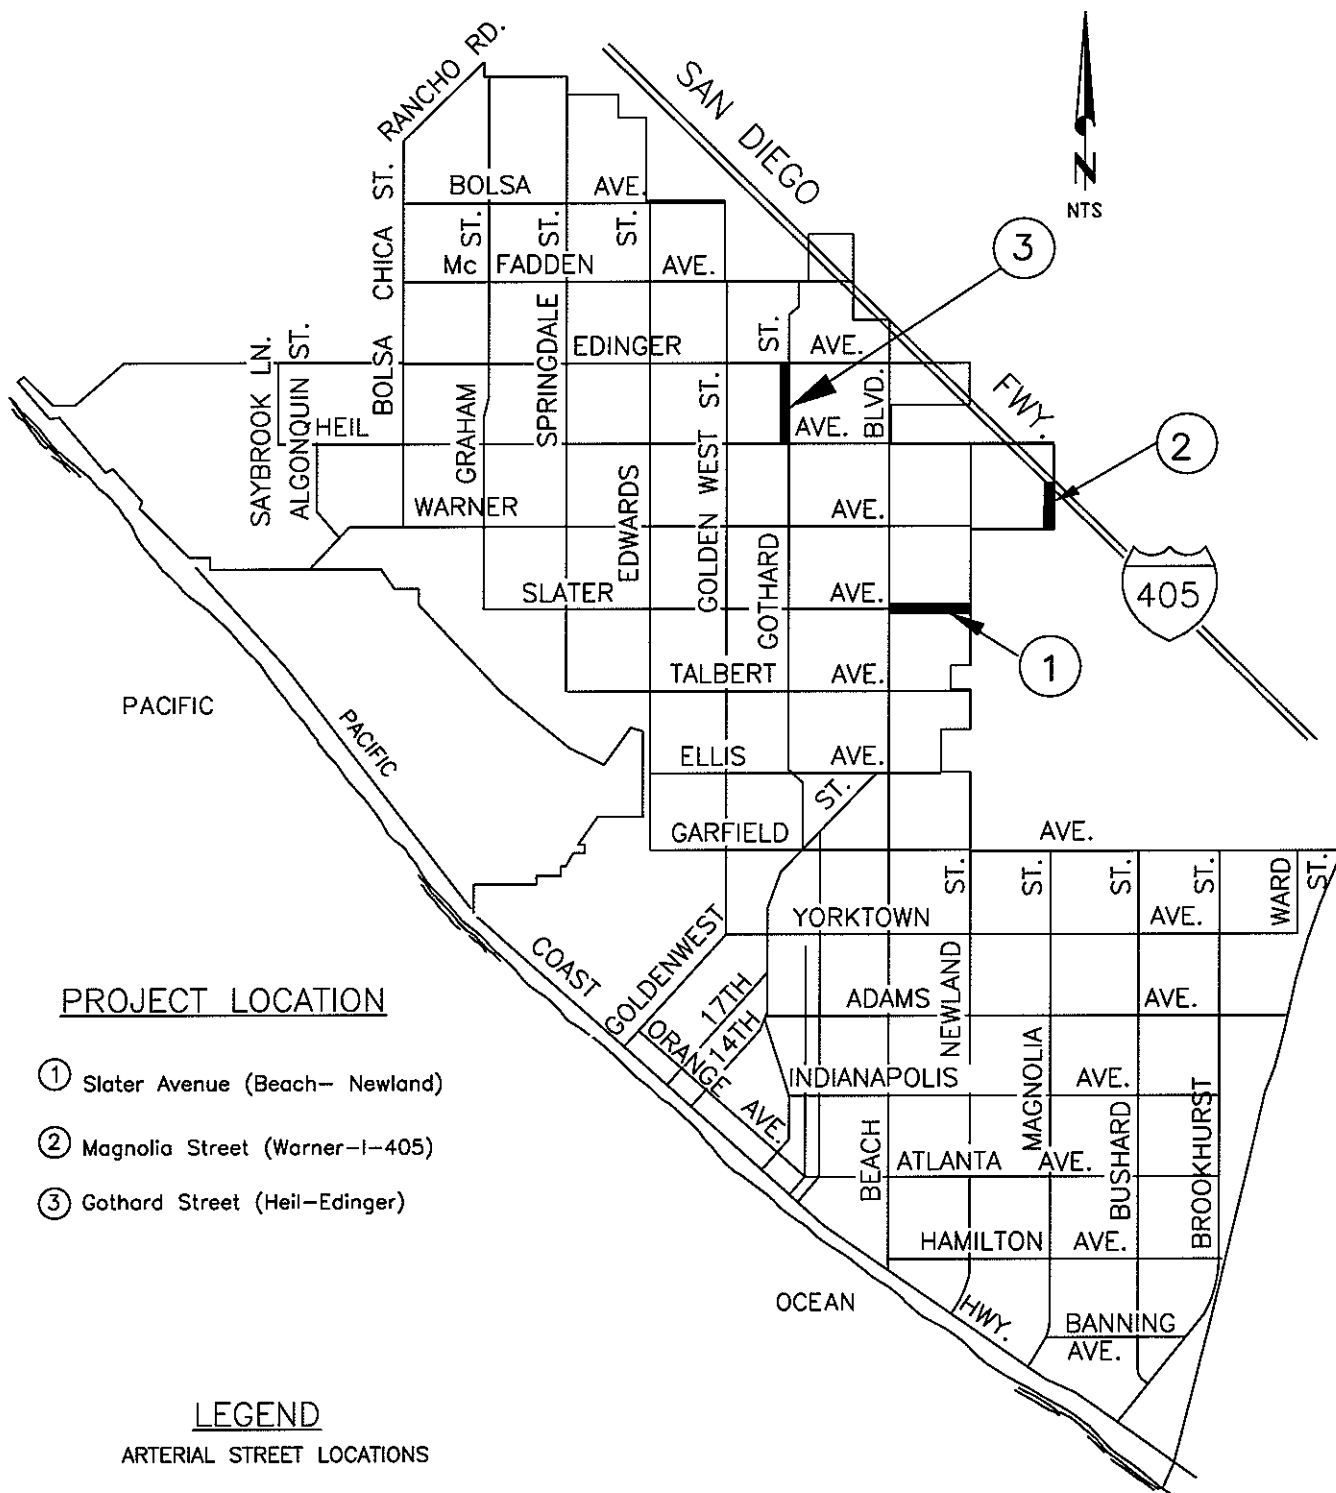 RANCHO RD.
SAN DIEGO
FWY.
N
NTS
BOLSA AVE.
BOLSA CHICA ST.
ST.
ST.
ST.
Mc FADDEN AVE.
3
EDINGER AVE.
ST.
SAYBROOK LN.
ALGONQUIN ST.
GRAHAM
SPRINGDALE
EDWARDS
GOLDEN WEST ST.
GOTHARD
BLVD.
HEIL AVE.
2
WARNER AVE.
405
SLATER AVE.
1
TALBERT AVE.
PACIFIC
PACIFIC
ELLIS AVE.
ST.
GARFIELD AVE.
ST.
ST.
ST.
ST.
WARD
ST.
YORKTOWN AVE.
COAST
GOLDENWEST
17TH
14TH
ORANGE AVE.
ADAMS AVE.
NEWLAND
MAGNOLIA
BUSHARD
BROOKHURST
BEACH
INDIANAPOLIS AVE.
ATLANTA AVE.
HAMILTON AVE.
OCEAN
HWY.
BANNING
AVE.
PROJECT LOCATION
1 Slater Avenue (Beach- Newland)
2 Magnolia Street (Warner-I-405)
3 Gothard Street (Heil-Edinger)
LEGEND
ARTERIAL STREET LOCATIONS